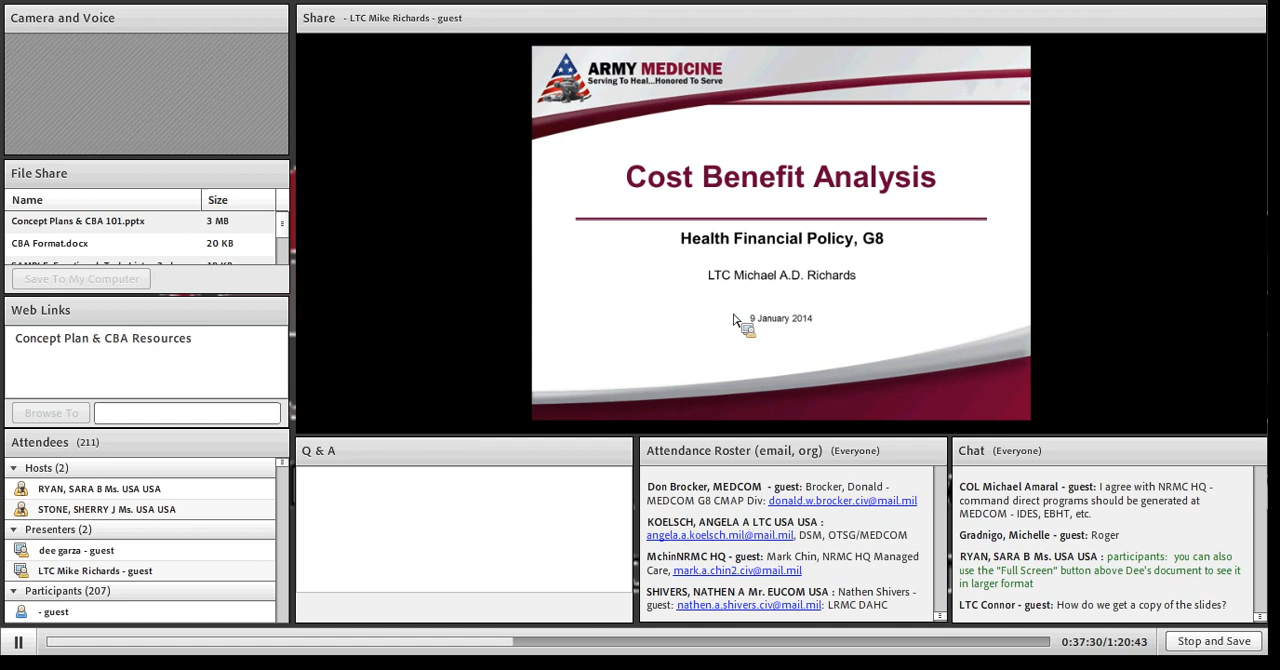 Camera and Voice
Share - LTC Mike Richards - guest
ARMY MEDICINE
Serving To Heal...Honored To Serve
Cost Benefit Analysis
Health Financial Policy, G8
LTC Michael A.D. Richards
9 January 2014
File Share
Name Size
Concept Plans & CBA 101.pptx 3 MB
CBA Format.docx 20 KB
Save To My Computer
Web Links
Concept Plan & CBA Resources
Browse To
Attendees (211)
Hosts (2)
RYAN, SARA B Ms. USA USA
STONE, SHERRY J Ms. USA USA
Presenters (2)
dee garza - guest
LTC Mike Richards - guest
Participants (207)
- guest
Q & A
Attendance Roster (email, org) (Everyone)
Don Brocker, MEDCOM - guest: Brocker, Donald -
MEDCOM G8 CMAP Div: donald.w.brocker.civ@mail.mil
KOELSCH, ANGELA A LTC USA USA :
angela.a.koelsch.mil@mail.mil, DSM, OTSG/MEDCOM
MchinNRMC HQ - guest: Mark Chin, NRMC HQ Managed
Care, mark.a.chin2.civ@mail.mil
SHIVERS, NATHEN A Mr. EUCOM USA : Nathen Shivers -
guest: nathen.a.shivers.civ@mail.mil: LRMC DAHC
Chat (Everyone)
COL Michael Amaral - guest: I agree with NRMC HQ -
command direct programs should be generated at
MEDCOM - IDES, EBHT, etc.
Gradnigo, Michelle - guest: Roger
RYAN, SARA B Ms. USA USA : participants: you can also
use the "Full Screen" button above Dee's document to see it
in larger format
LTC Connor - guest: How do we get a copy of the slides?
0:37:30/1:20:43
Stop and Save